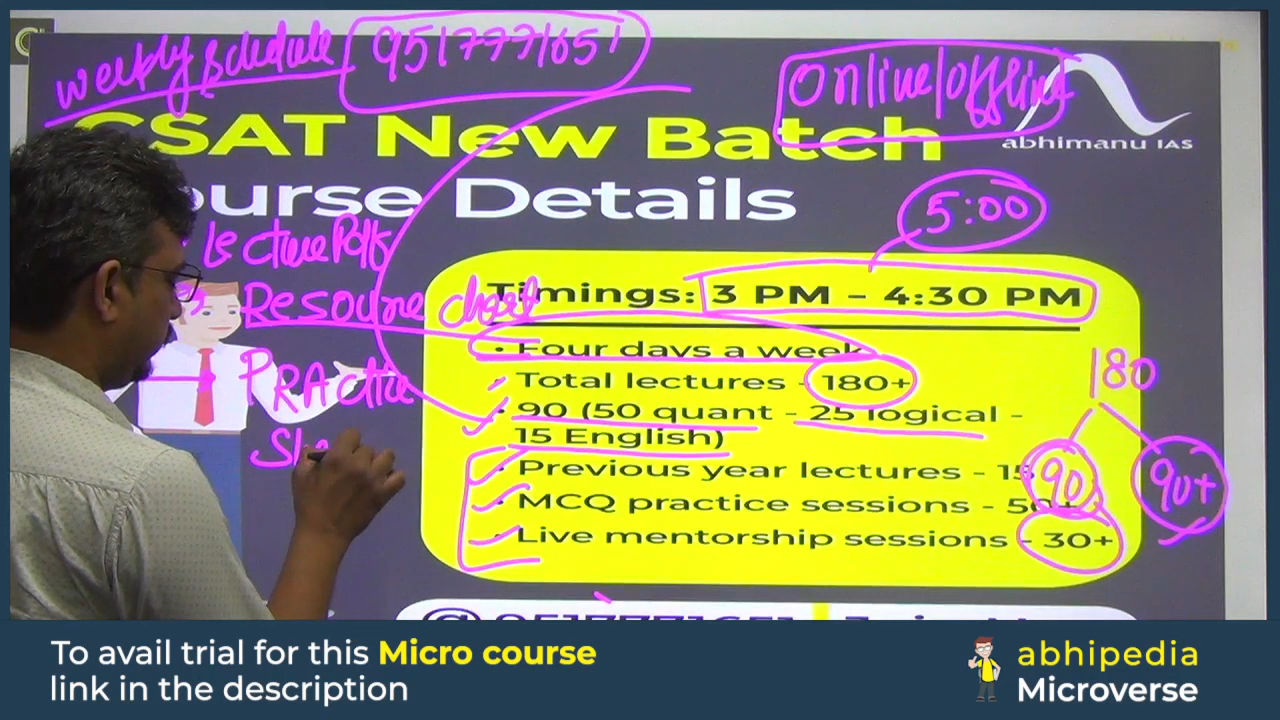 weekly schedule 9517771651
online/offline
CSAT New Batch
abhimanu IAS
ourse Details
5:00
Lecture Pdfs
Resource chart
PRActice
Timings: 3 PM - 4:30 PM
• Four days a week
• Total lectures - 180+
180
• 90 (50 quant - 25 logical -
15 English)
• Previous year lectures - 15
90
90+
• MCQ practice sessions - 50+
• Live mentorship sessions - 30+
9517771651
To avail trial for this Micro course
link in the description
abhipedia
Microverse